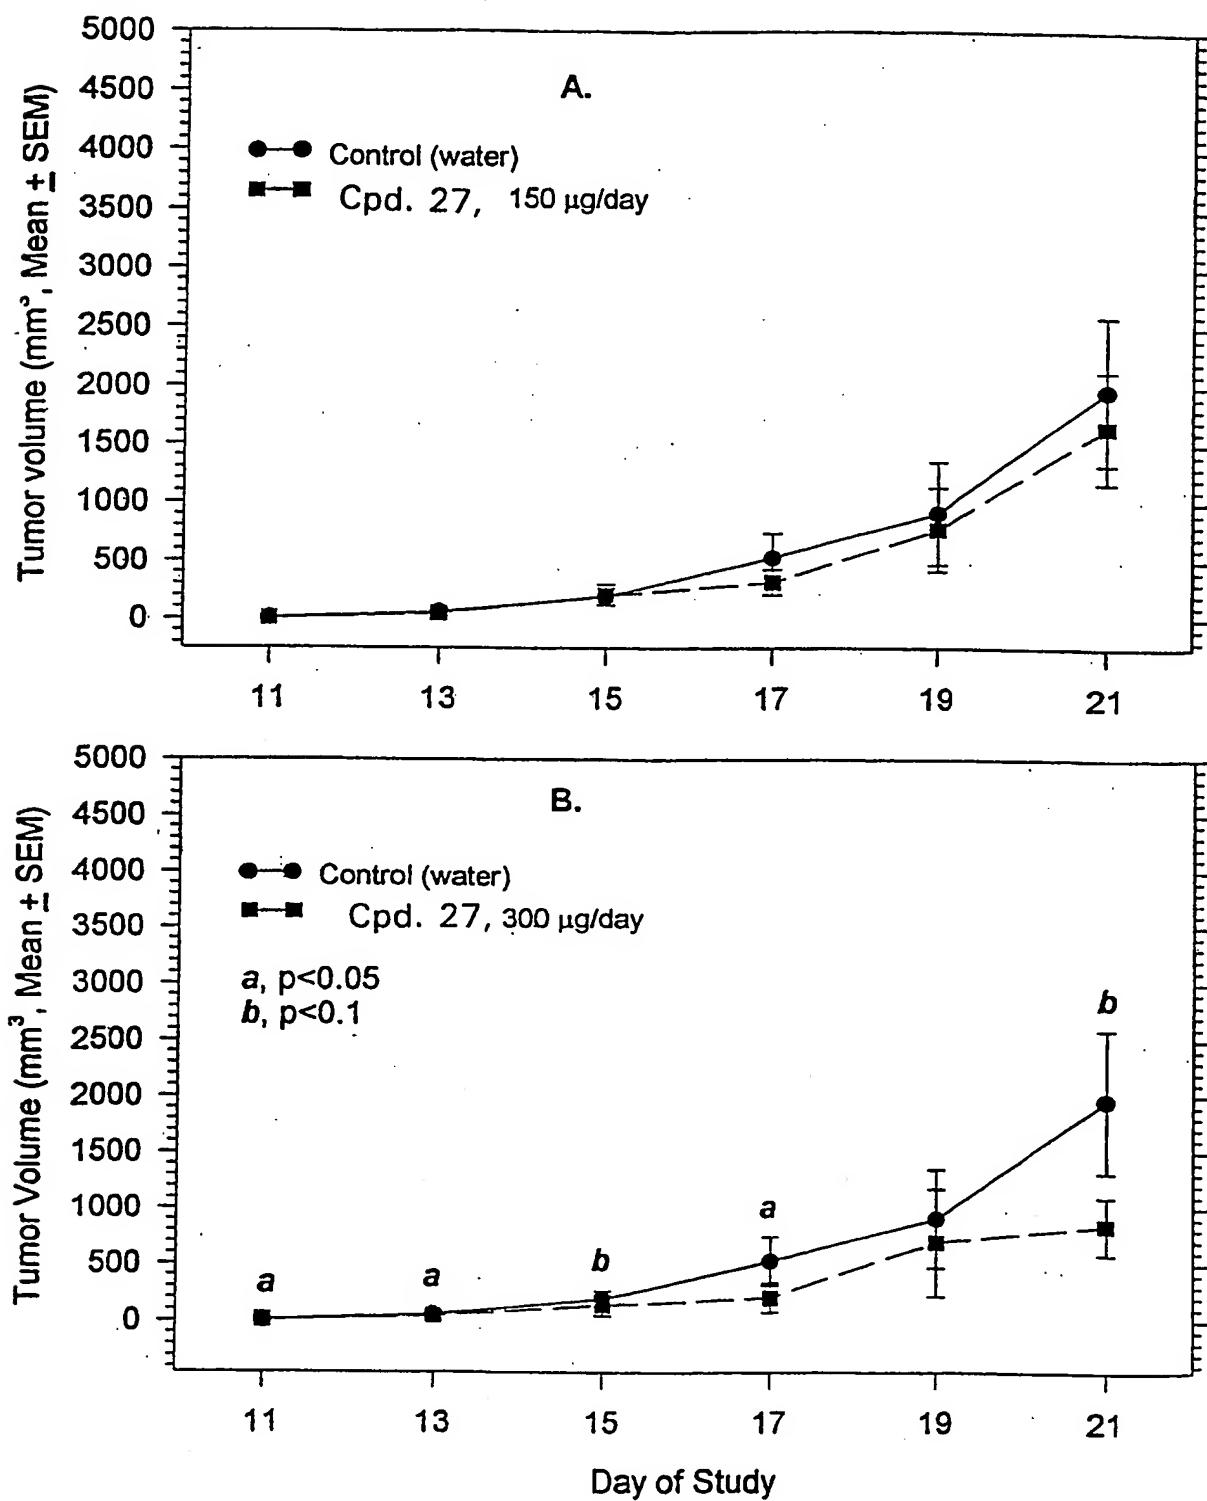 5000
4500
4000
3500
3000
2500
2000
1500
1000
500
0
Tumor volume (mm³, Mean ± SEM)
A.
Control (water)
Cpd. 27, 150 µg/day
11 13 15 17 19 21
5000
4500
4000
3500
3000
2500
2000
1500
1000
500
0
Tumor Volume (mm³, Mean ± SEM)
B.
Control (water)
Cpd. 27, 300 µg/day
a, p<0.05
b, p<0.1
a a b a b
11 13 15 17 19 21
Day of Study